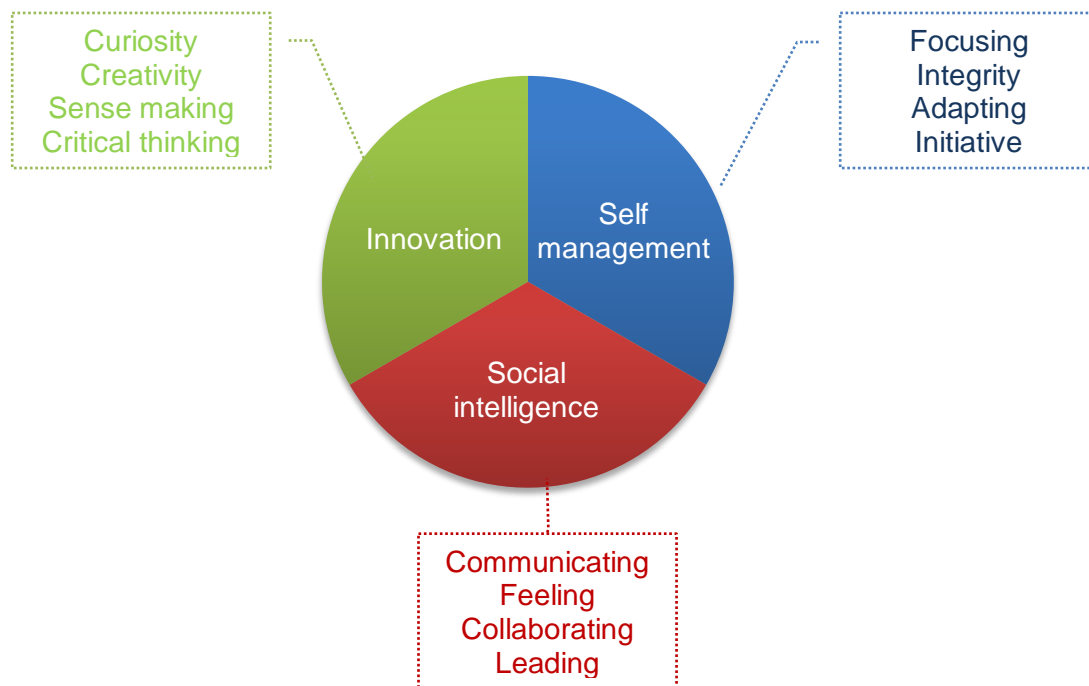 Curiosity
Creativity
Sense making
Critical thinking
Focusing
Integrity
Adapting
Initiative
Innovation
Self
management
Social
intelligence
Communicating
Feeling
Collaborating
Leading